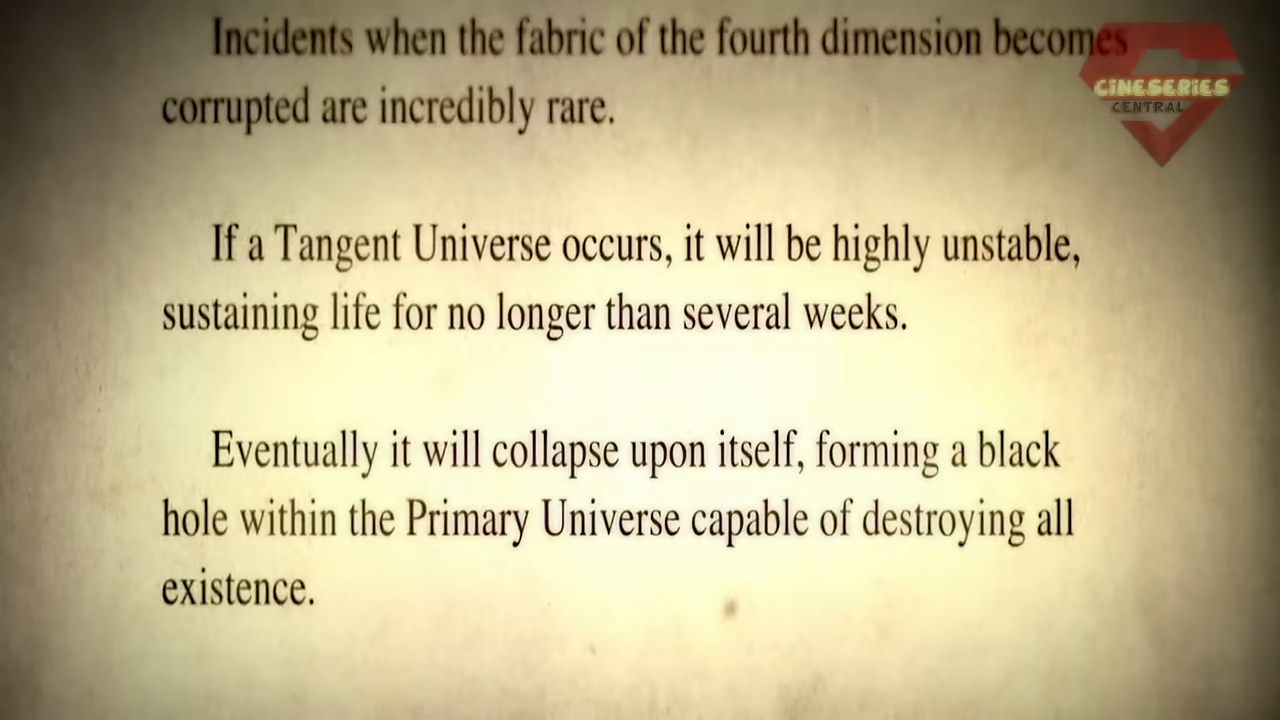 Incidents when the fabric of the fourth dimension becomes
corrupted are incredibly rare.
If a Tangent Universe occurs, it will be highly unstable,
sustaining life for no longer than several weeks.
Eventually it will collapse upon itself, forming a black
hole within the Primary Universe capable of destroying all
existence.
CINESERIES
CENTRAL